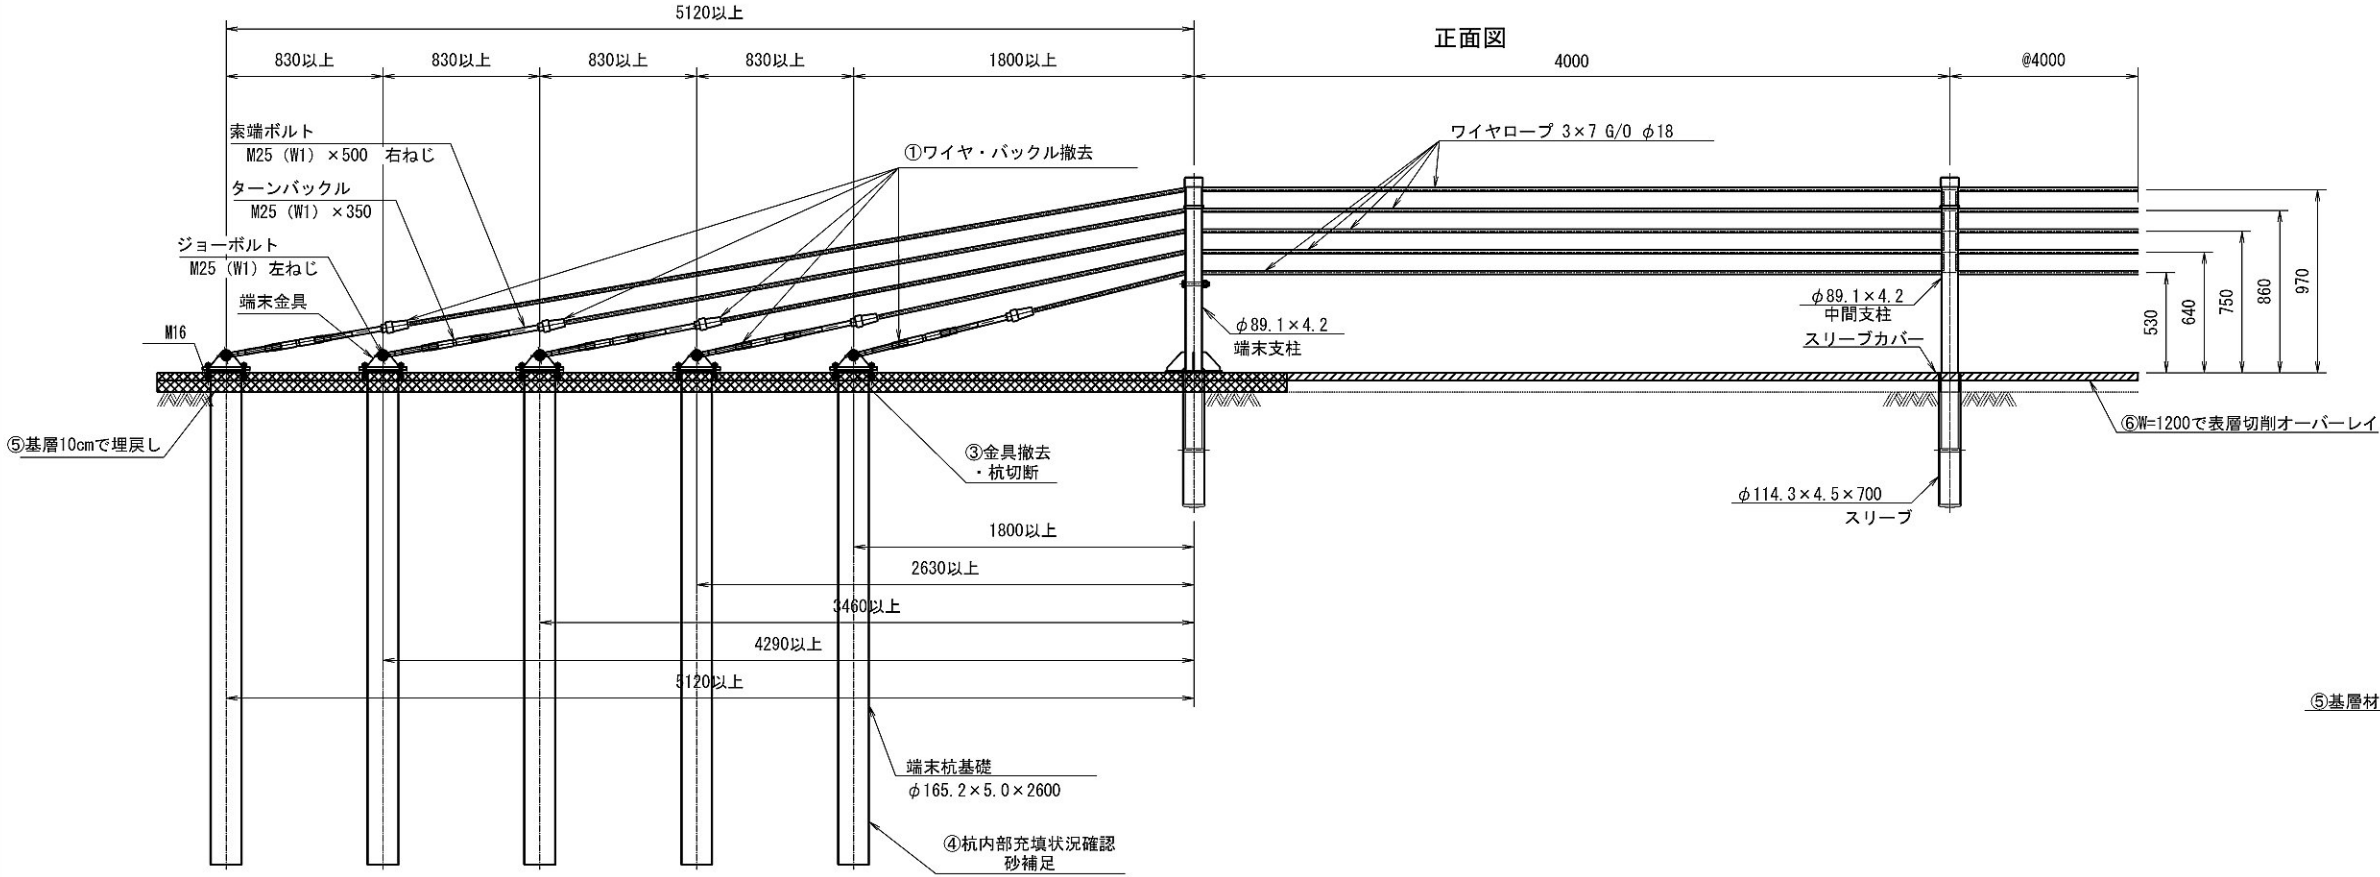 5120以上
正面図
830以上
830以上
830以上
830以上
1800以上
4000
@4000
索端ボルト
M25 (W1) ×500 右ねじ
ターンバックル
M25 (W1) ×350
ジョーボルト
M25 (W1) 左ねじ
端末金具
M16
①ワイヤ・バックル撤去
ワイヤロープ 3×7 G/O φ18
φ89.1×4.2
端末支柱
φ89.1×4.2
中間支柱
スリーブカバー
530
640
750
860
970
⑤基層10cmで埋戻し
③金具撤去
・杭切断
⑥W=1200で表層切削オーバーレイ
φ114.3×4.5×700
スリーブ
1800以上
2630以上
3460以上
4290以上
5120以上
⑤基層材
端末杭基礎
φ165.2×5.0×2600
④杭内部充填状況確認
砂補足